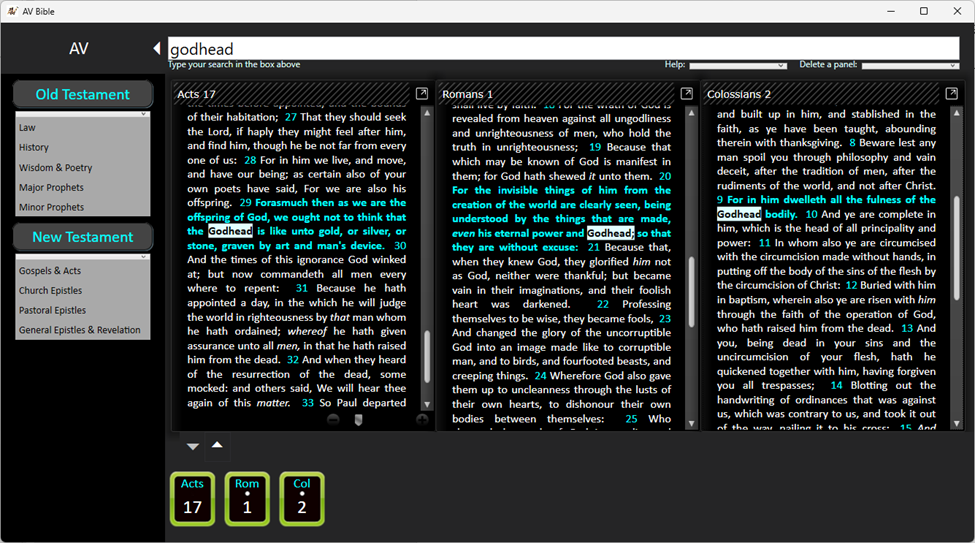 AV Bible
AV
godhead
Type your search in the box above
Help:
Delete a panel:
Old Testament
Law
History
Wisdom & Poetry
Major Prophets
Minor Prophets
New Testament
Gospels & Acts
Church Epistles
Pastoral Epistles
General Epistles & Revelation
Acts 17
the times before appointed, and the bounds
of their habitation; 27 That they should seek
the Lord, if haply they might feel after him,
and find him, though he be not far from every
one of us: 28 For in him we live, and move,
and have our being; as certain also of your
own poets have said, For we are also his
offspring. 29 Forasmuch then as we are the
offspring of God, we ought not to think that
the Godhead is like unto gold, or silver, or
stone, graven by art and man's device. 30
And the times of this ignorance God winked
at; but now commandeth all men every
where to repent: 31 Because he hath
appointed a day, in the which he will judge
the world in righteousness by that man whom
he hath ordained; whereof he hath given
assurance unto all men, in that he hath raised
him from the dead. 32 And when they heard
of the resurrection of the dead, some
mocked: and others said, We will hear thee
again of this matter. 33 So Paul departed
Romans 1
shall live by faith. 18 For the wrath of God is
revealed from heaven against all ungodliness
and unrighteousness of men, who hold the
truth in unrighteousness; 19 Because that
which may be known of God is manifest in
them; for God hath shewed it unto them. 20
For the invisible things of him from the
creation of the world are clearly seen, being
understood by the things that are made,
even his eternal power and Godhead; so that
they are without excuse: 21 Because that,
when they knew God, they glorified him not
as God, neither were thankful; but became
vain in their imaginations, and their foolish
heart was darkened. 22 Professing
themselves to be wise, they became fools, 23
And changed the glory of the uncorruptible
God into an image made like to corruptible
man, and to birds, and fourfooted beasts, and
creeping things. 24 Wherefore God also gave
them up to uncleanness through the lusts of
their own hearts, to dishonour their own
bodies between themselves: 25 Who
Colossians 2
and built up in him, and stablished in the
faith, as ye have been taught, abounding
therein with thanksgiving. 8 Beware lest any
man spoil you through philosophy and vain
deceit, after the tradition of men, after the
rudiments of the world, and not after Christ.
9 For in him dwelleth all the fulness of the
Godhead bodily. 10 And ye are complete in
him, which is the head of all principality and
power: 11 In whom also ye are circumcised
with the circumcision made without hands, in
putting off the body of the sins of the flesh by
the circumcision of Christ: 12 Buried with him
in baptism, wherein also ye are risen with him
through the faith of the operation of God,
who hath raised him from the dead. 13 And
you, being dead in your sins and the
uncircumcision of your flesh, hath he
quickened together with him, having forgiven
you all trespasses; 14 Blotting out the
handwriting of ordinances that was against
us, which was contrary to us, and took it out
of the way, nailing it to his cross; 15 And
Acts
17
Rom
1
Col
2